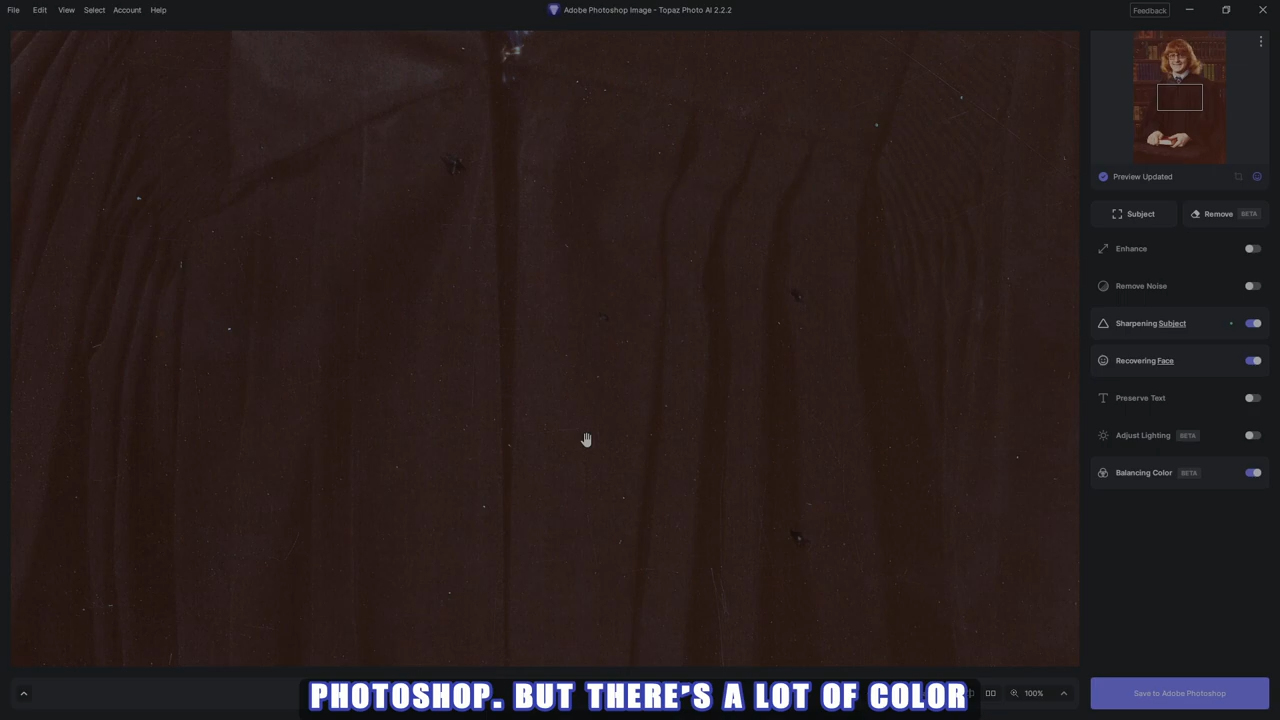 File Edit View Select Account Help
Adobe Photoshop Image - Topaz Photo AI 2.2.2
Feedback
Preview Updated
Subject
Remove BETA
Enhance
Remove Noise
Sharpening Subject
Recovering Face
Preserve Text
Adjust Lighting BETA
Balancing Color BETA
PHOTOSHOP. BUT THERE'S A LOT OF COLOR
100%
Save to Adobe Photoshop